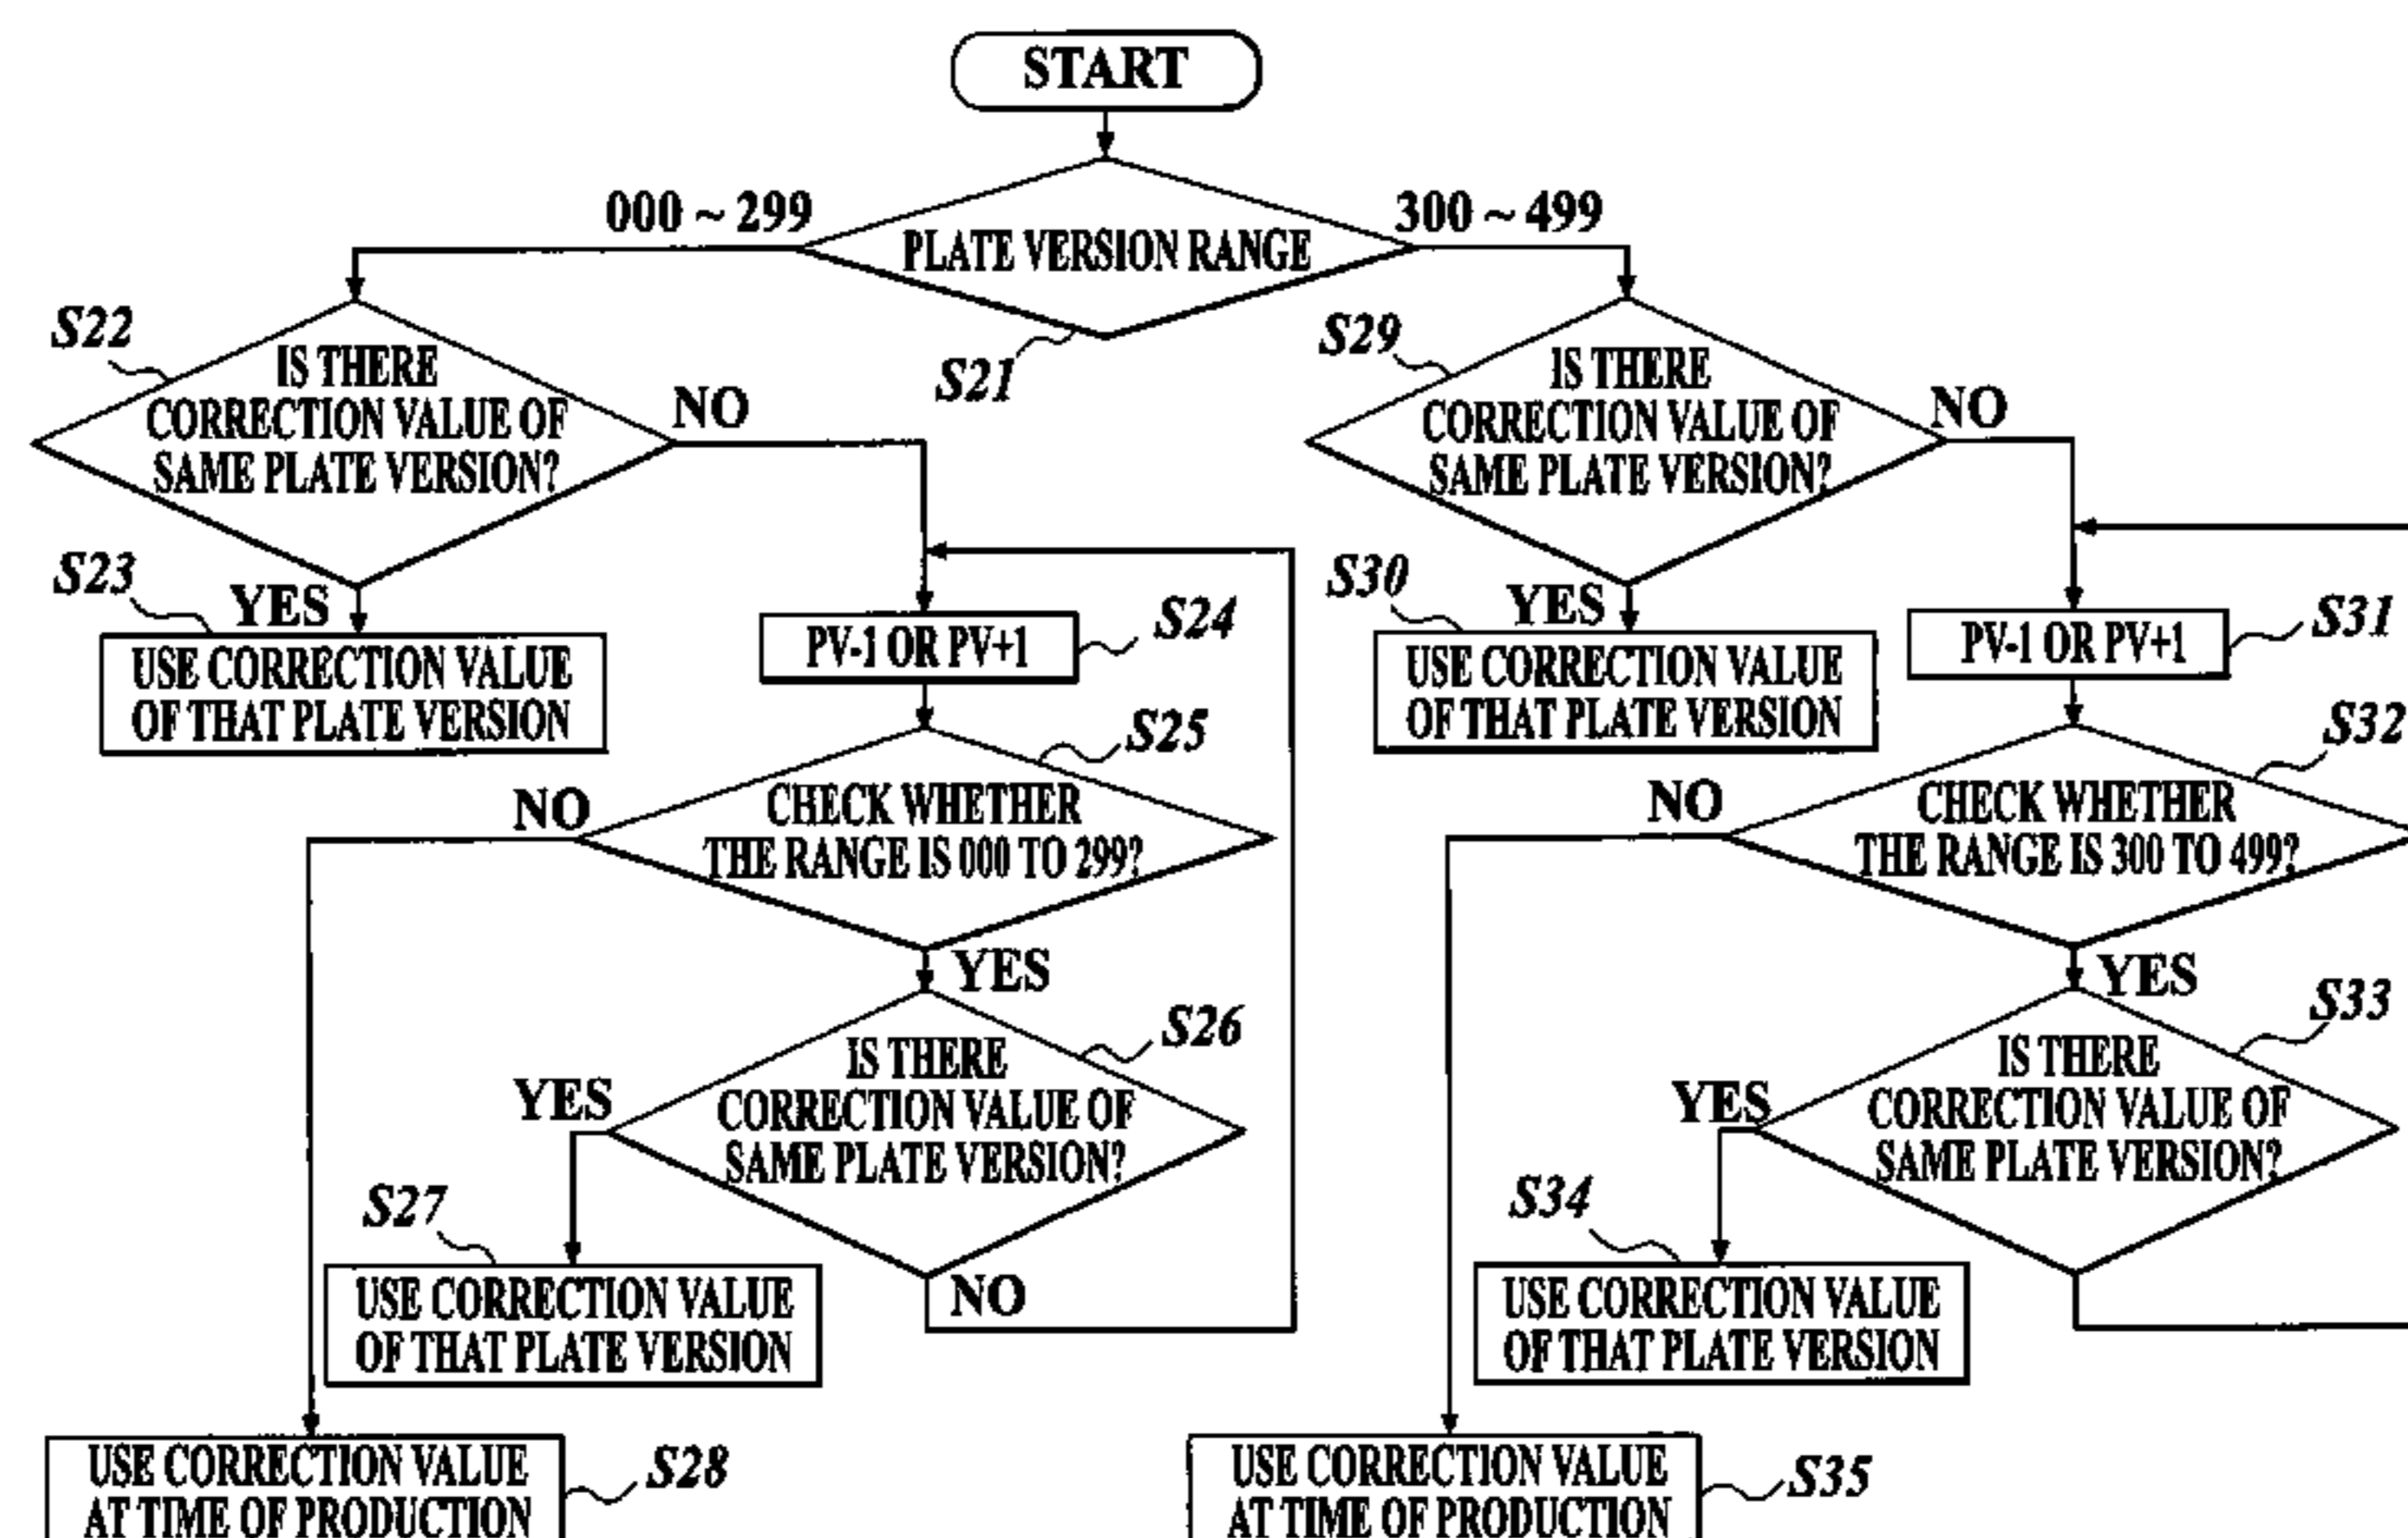 START
000 ~ 299
300 ~ 499
PLATE VERSION RANGE
S21
S22
IS THERE
CORRECTION VALUE OF
SAME PLATE VERSION?
NO
S23
YES
USE CORRECTION VALUE
OF THAT PLATE VERSION
PV-1 OR PV+1
S24
S25
NO
CHECK WHETHER
THE RANGE IS 000 TO 299?
YES
S26
IS THERE
CORRECTION VALUE OF
SAME PLATE VERSION?
YES
S27
NO
USE CORRECTION VALUE
OF THAT PLATE VERSION
USE CORRECTION VALUE
AT TIME OF PRODUCTION
S28
S29
IS THERE
CORRECTION VALUE OF
SAME PLATE VERSION?
NO
S30
YES
USE CORRECTION VALUE
OF THAT PLATE VERSION
PV-1 OR PV+1
S31
S32
NO
CHECK WHETHER
THE RANGE IS 300 TO 499?
YES
S33
IS THERE
CORRECTION VALUE OF
SAME PLATE VERSION?
YES
S34
USE CORRECTION VALUE
OF THAT PLATE VERSION
USE CORRECTION VALUE
AT TIME OF PRODUCTION
S35